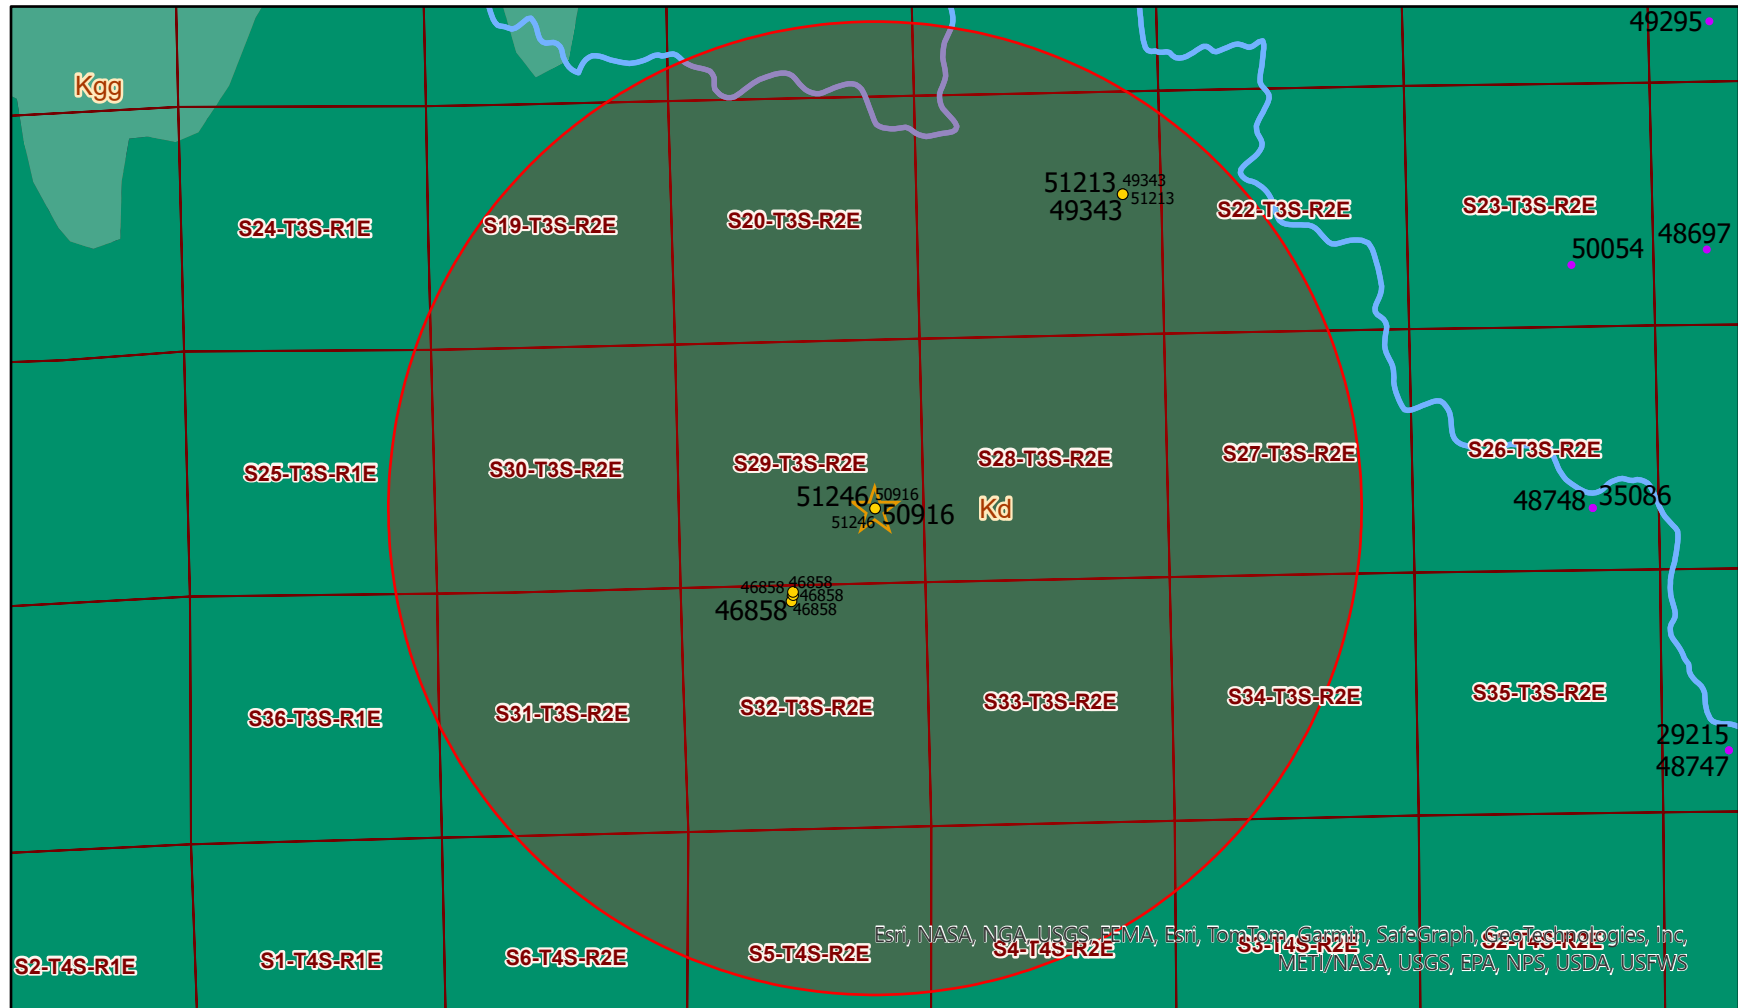 49295
Kgg
51213 49343
51213
49343
S24-T3S-R1E
S19-T3S-R2E
S20-T3S-R2E
S22-T3S-R2E
S23-T3S-R2E
50054
48697
S25-T3S-R1E
S30-T3S-R2E
S29-T3S-R2E
S28-T3S-R2E
S27-T3S-R2E
S26-T3S-R2E
51246 50916
51246 50916
Kd
48748 35086
46858 46858
46858
46858 46858
S36-T3S-R1E
S31-T3S-R2E
S32-T3S-R2E
S33-T3S-R2E
S34-T3S-R2E
S35-T3S-R2E
29215
48747
S2-T4S-R1E
S1-T4S-R1E
S6-T4S-R2E
S5-T4S-R2E
S4-T4S-R2E
S3-T4S-R2E
S2-T4S-R2E
Esri, NASA, NGA, USGS, FEMA, Esri, TomTom, Garmin, SafeGraph, GeoTechnologies, Inc,
METI/NASA, USGS, EPA, NPS, USDA, USFWS